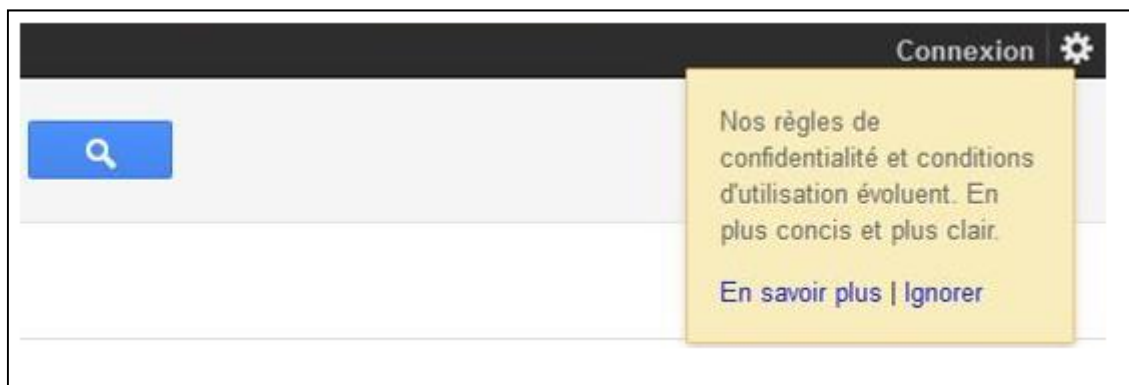 Connexion
Nos règles de
confidentialité et conditions
d'utilisation évoluent. En
plus concis et plus clair.
En savoir plus | Ignorer